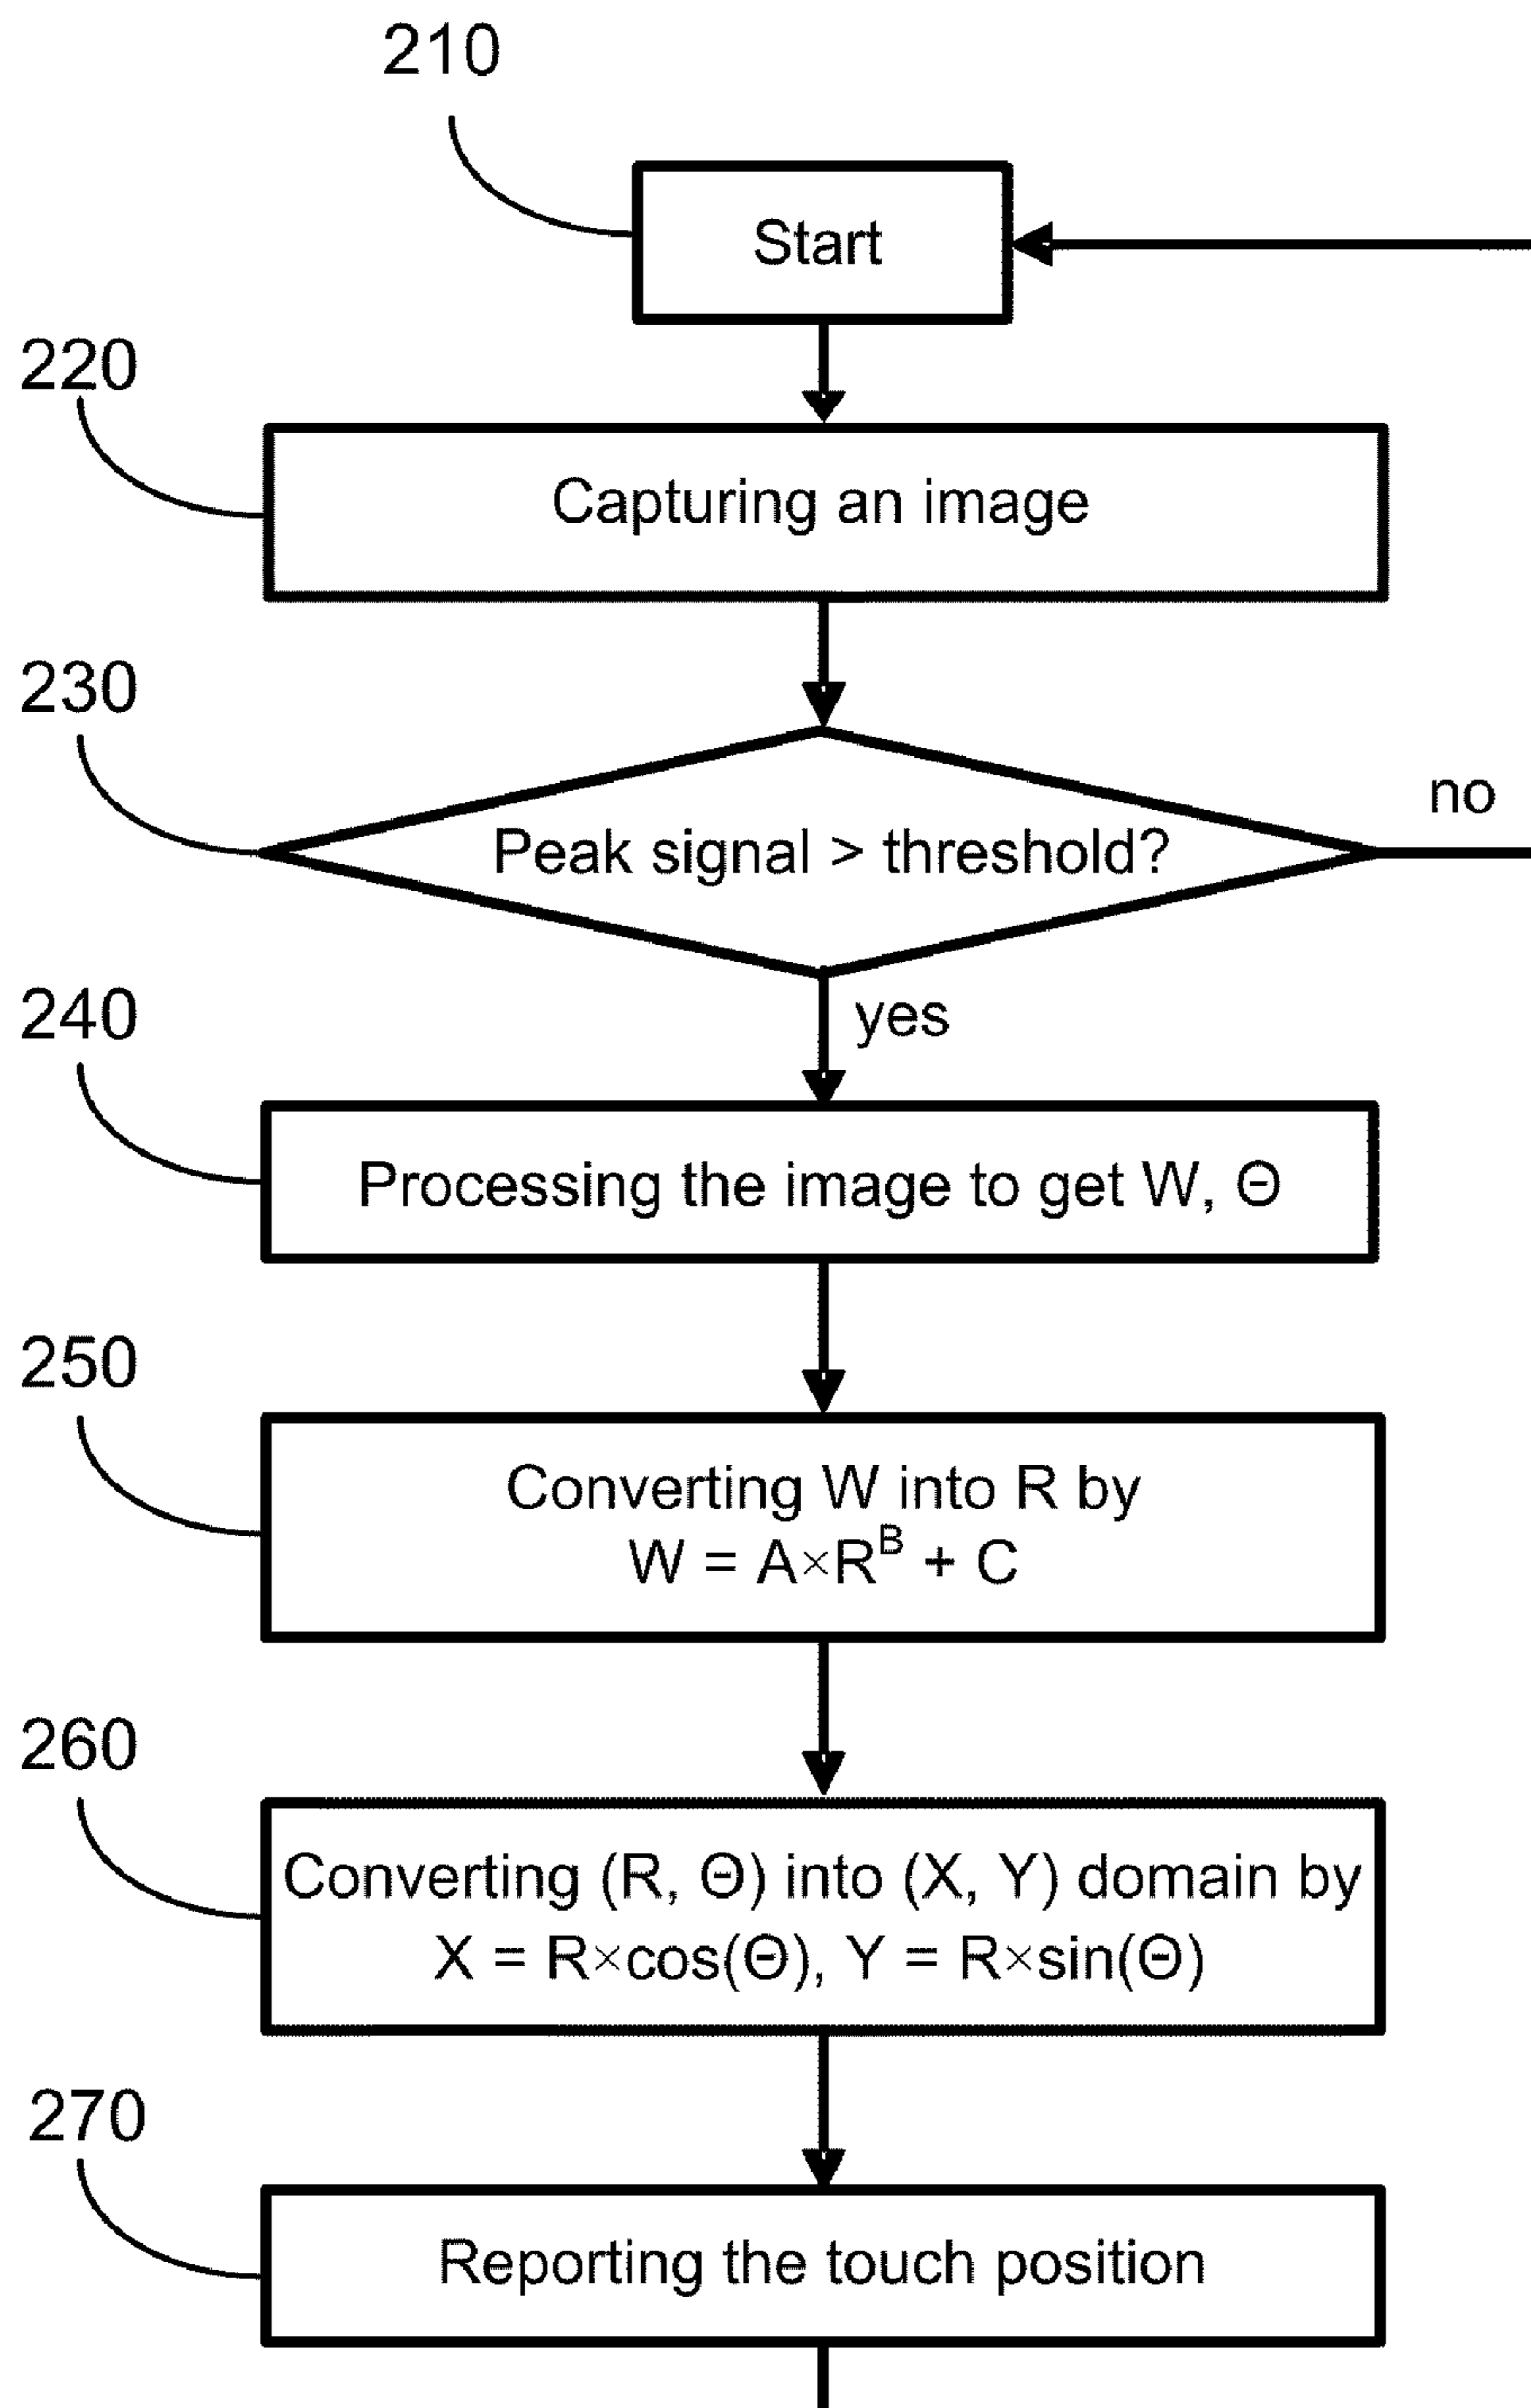 210
Start
220
Capturing an image
230
Peak signal > threshold?
no
yes
240
Processing the image to get W, Θ
250
Converting W into R by
W = A×R^B + C
260
Converting (R, Θ) into (X, Y) domain by
X = R×cos(Θ), Y = R×sin(Θ)
270
Reporting the touch position